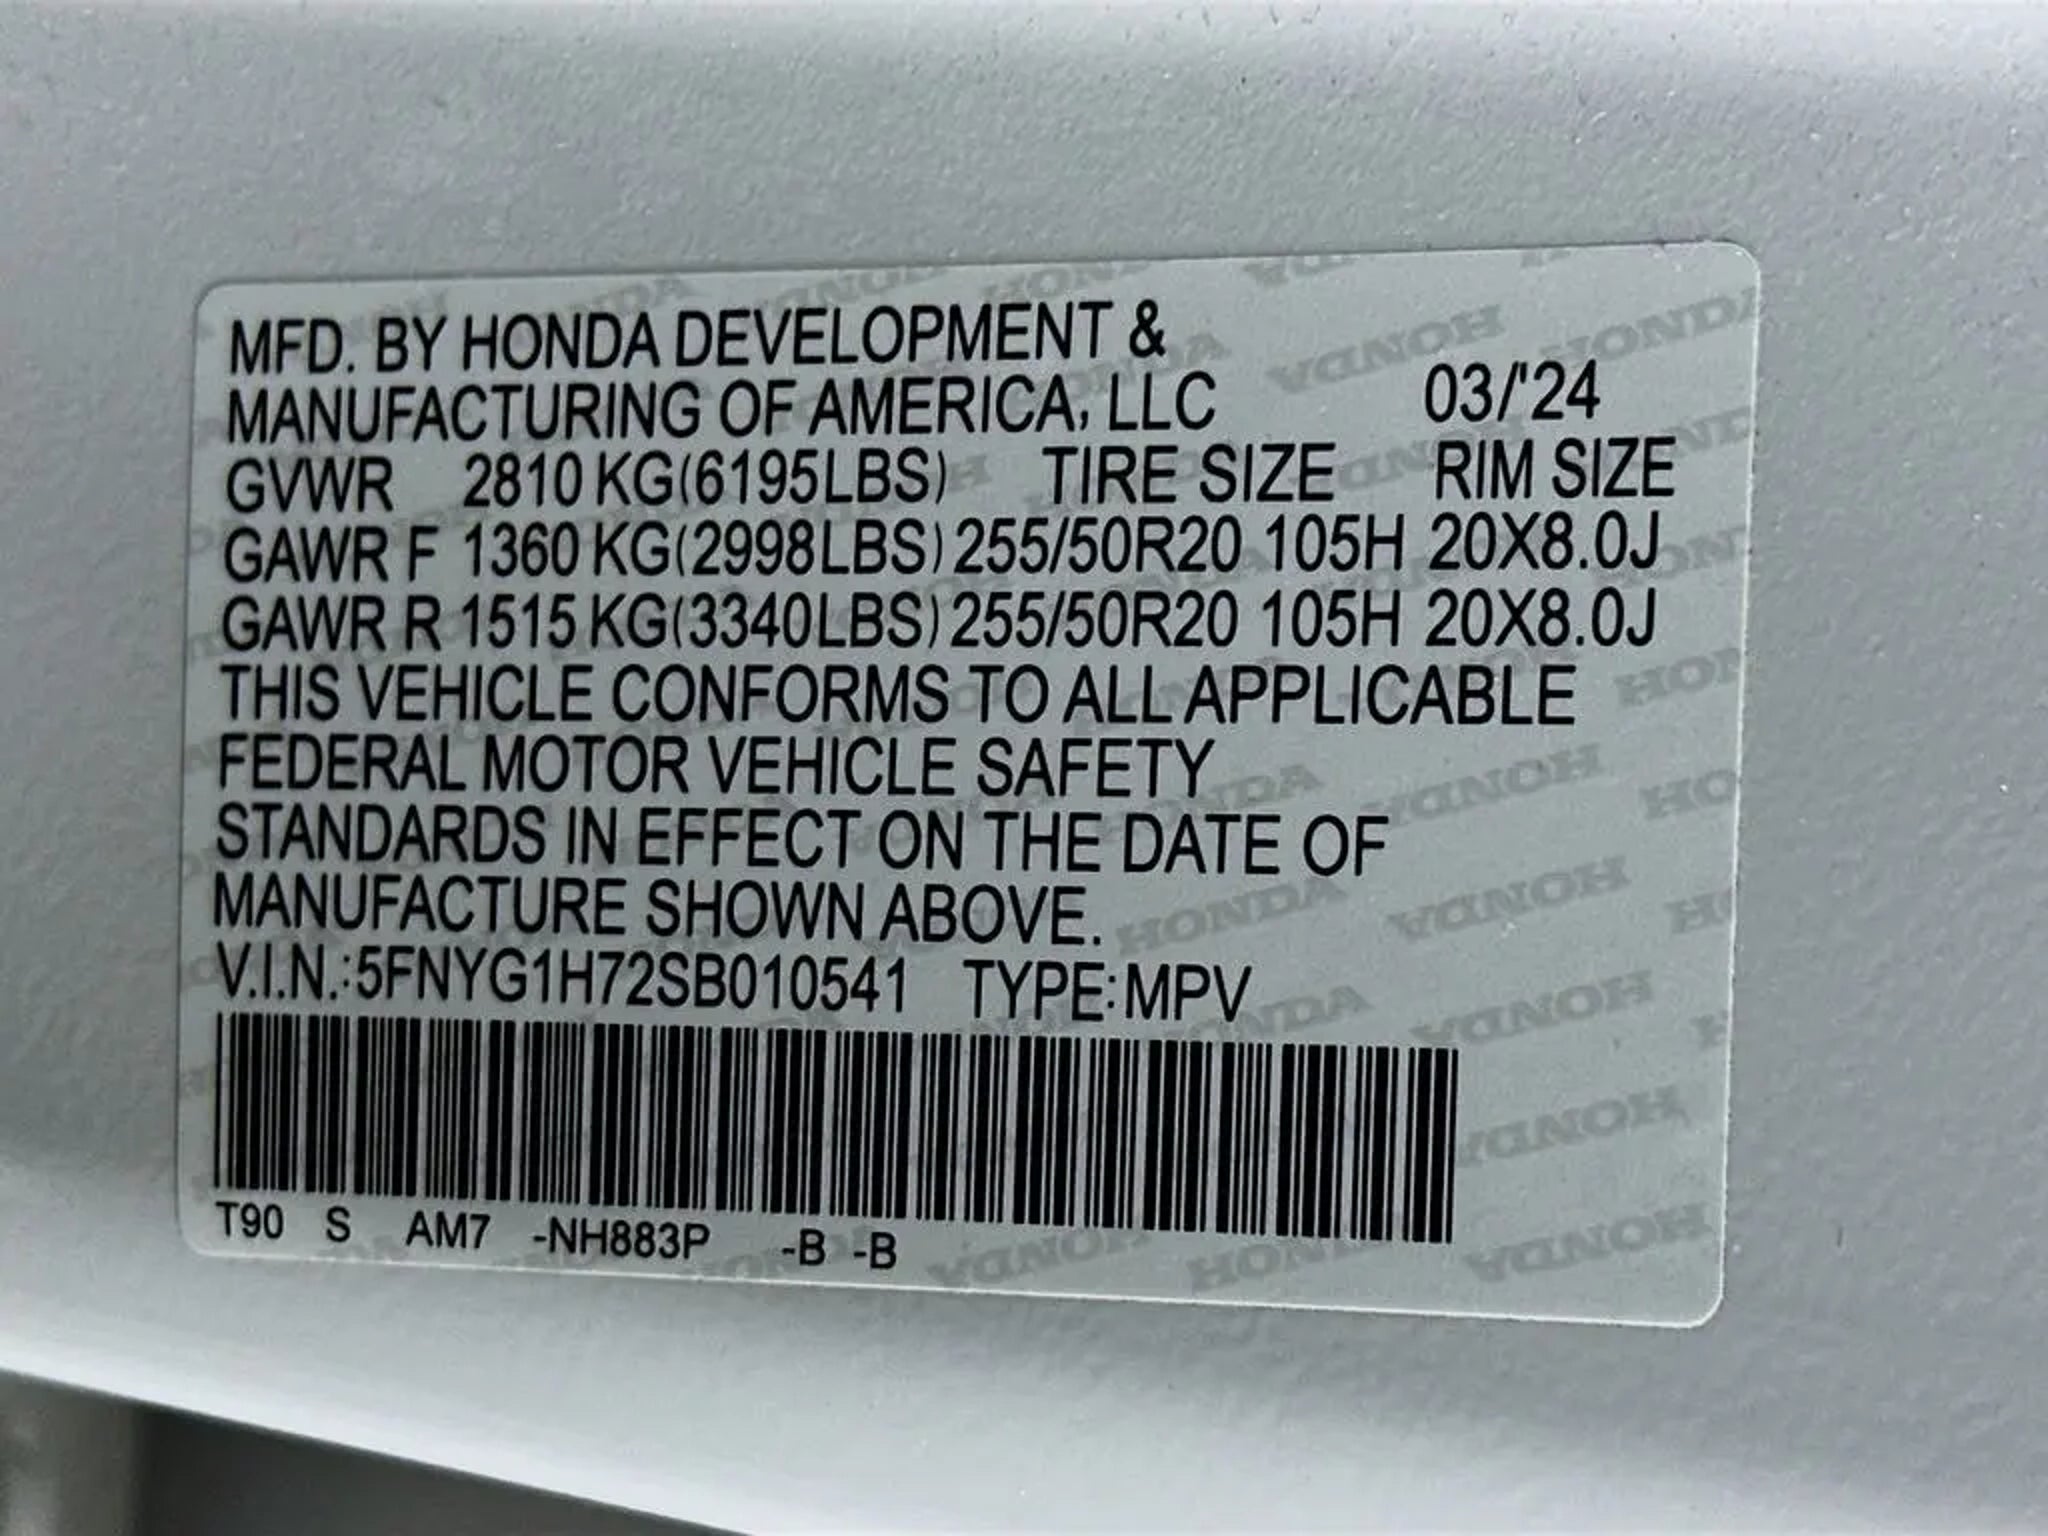 MFD. BY HONDA DEVELOPMENT &
MANUFACTURING OF AMERICA, LLC 03/'24
GVWR 2810 KG(6195LBS) TIRE SIZE RIM SIZE
GAWR F 1360 KG(2998LBS) 255/50R20 105H 20X8.0J
GAWR R 1515 KG(3340LBS) 255/50R20 105H 20X8.0J
THIS VEHICLE CONFORMS TO ALL APPLICABLE
FEDERAL MOTOR VEHICLE SAFETY
STANDARDS IN EFFECT ON THE DATE OF
MANUFACTURE SHOWN ABOVE.
V.I.N.:5FNYG1H72SB010541 TYPE:MPV
T90 S AM7 -NH883P -B -B